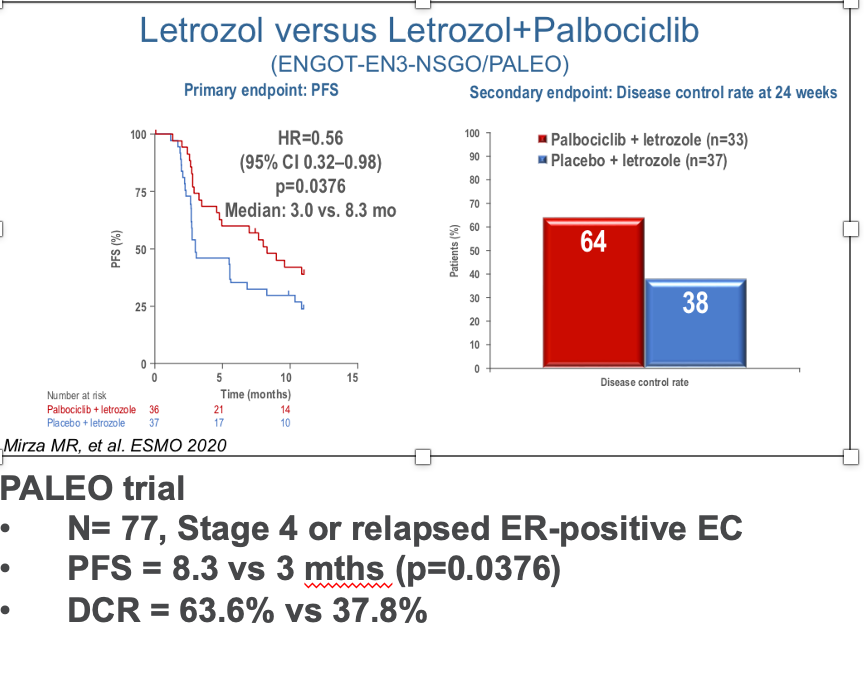 Letrozol versus Letrozol+Palbociclib
(ENGOT-EN3-NSGO/PALEO)
Primary endpoint: PFS
HR=0.56
(95% CI 0.32–0.98)
p=0.0376
Median: 3.0 vs. 8.3 mo
PFS (%)
100
75
50
25
0
0 5 10 15
Time (months)
Number at risk
Palbociclib + letrozole 36 21 14
Placebo + letrozole 37 17 10
Secondary endpoint: Disease control rate at 24 weeks
Palbociclib + letrozole (n=33)
Placebo + letrozole (n=37)
Patients (%)
100
90
80
70
60
50
40
30
20
10
0
64
38
Disease control rate
Mirza MR, et al. ESMO 2020
PALEO trial
• N= 77, Stage 4 or relapsed ER-positive EC
• PFS = 8.3 vs 3 mths (p=0.0376)
• DCR = 63.6% vs 37.8%